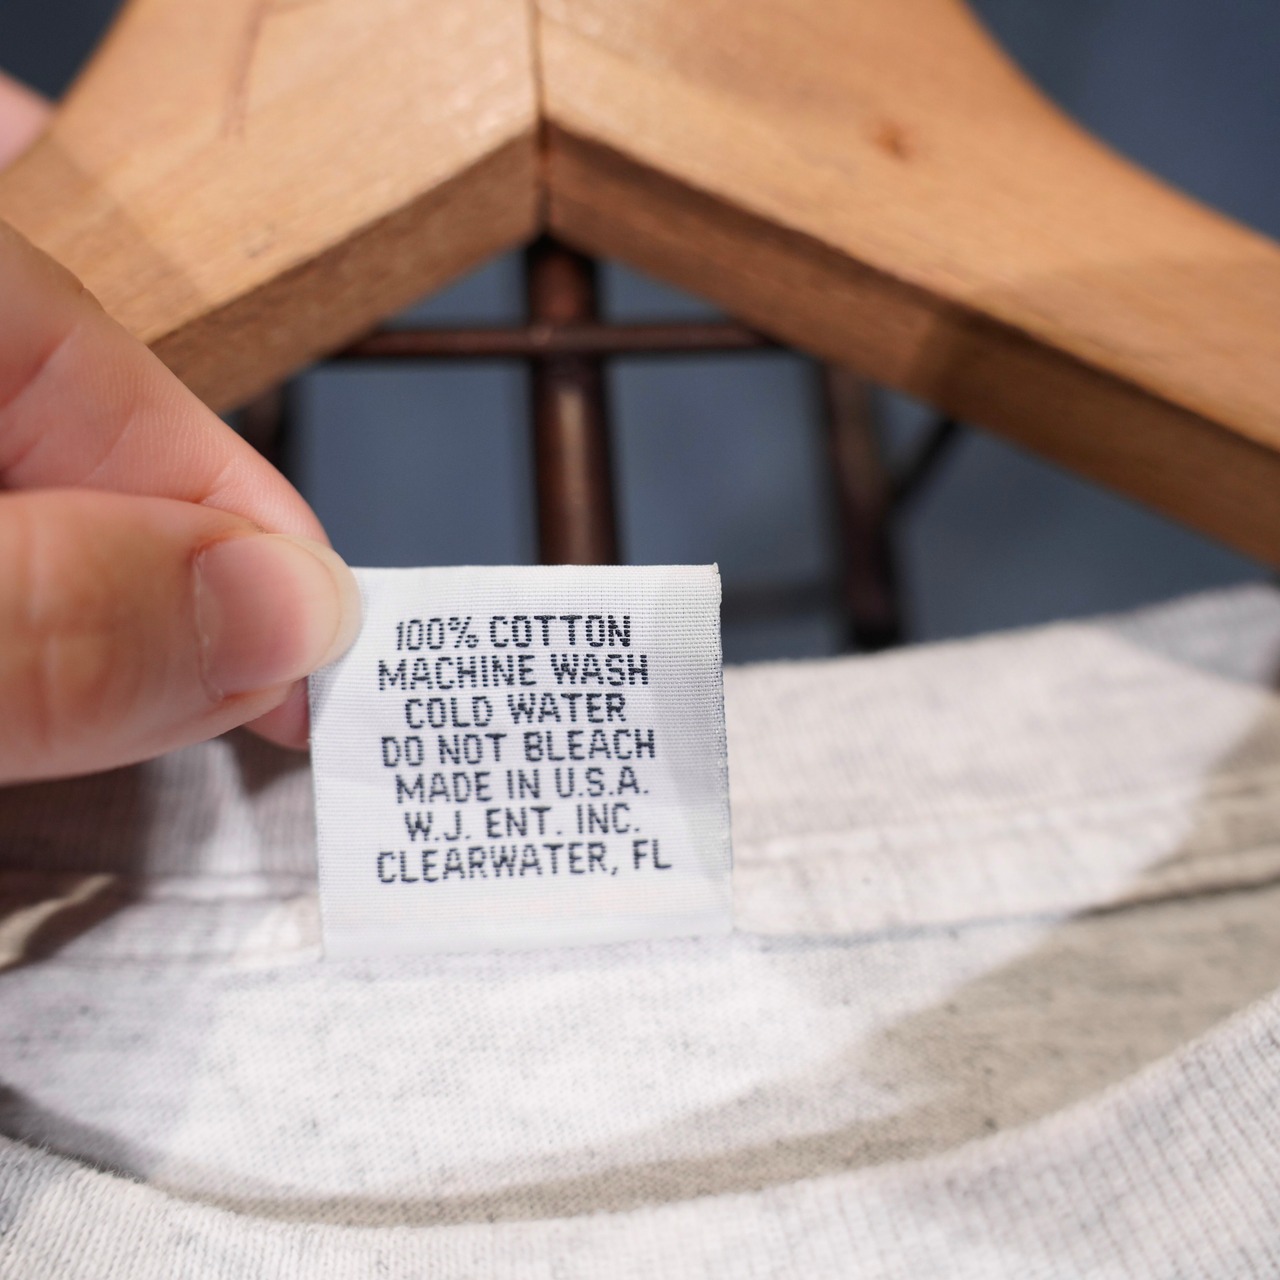 100% COTTON
MACHINE WASH
COLD WATER
DO NOT BLEACH
MADE IN U.S.A.
W.J. ENT. INC.
CLEARWATER, FL